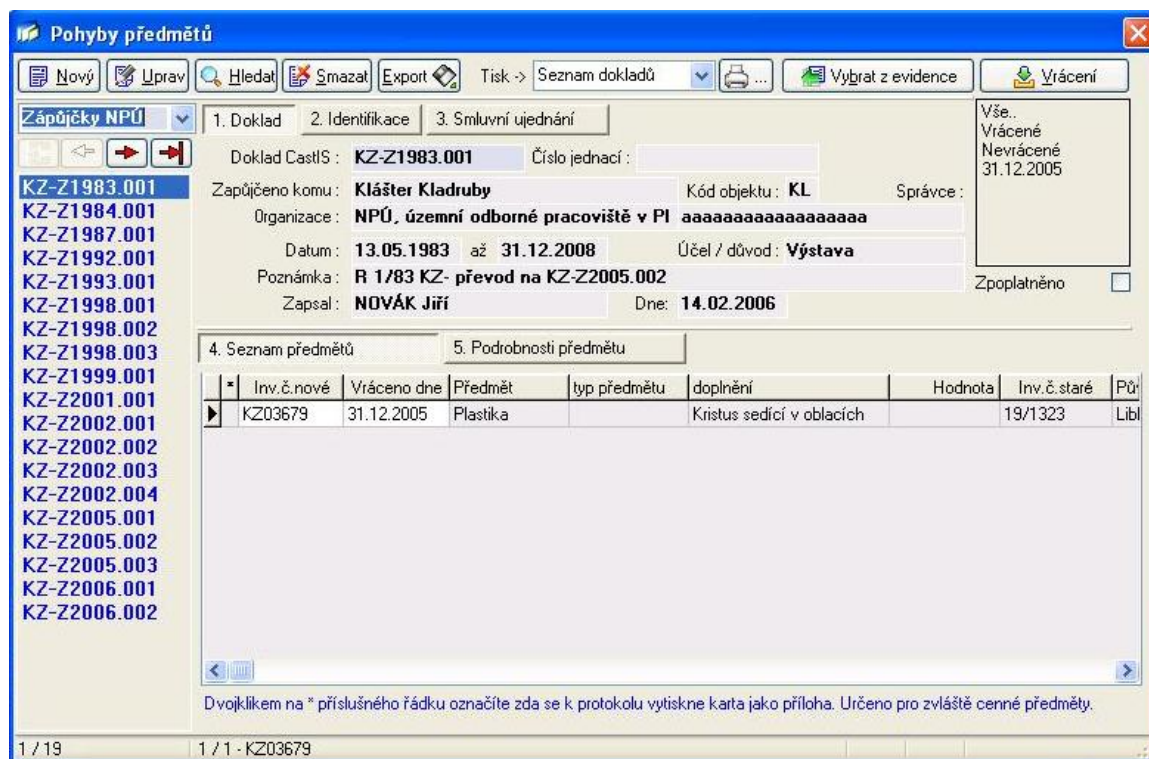 Pohyby předmětů
Nový Uprav Hledat Smazat Export Tisk -> Seznam dokladů ... Vybrat z evidence Vrácení
Zápůjčky NPÚ
1. Doklad 2. Identifikace 3. Smluvní ujednání
Vše..
Vrácené
Nevrácené
31.12.2005
Doklad CastIS : KZ-Z1983.001 Číslo jednací :
Zapůjčeno komu : Klášter Kladruby Kód objektu : KL Správce :
Organizace : NPÚ, územní odborné pracoviště v Pl aaaaaaaaaaaaaaaaaa
Datum : 13.05.1983 až 31.12.2008 Účel / důvod : Výstava
Poznámka : R 1/83 KZ- převod na KZ-Z2005.002
Zpoplatněno
Zapsal : NOVÁK Jiří Dne: 14.02.2006
KZ-Z1983.001
KZ-Z1984.001
KZ-Z1987.001
KZ-Z1992.001
KZ-Z1993.001
KZ-Z1998.001
KZ-Z1998.002
KZ-Z1998.003
KZ-Z1999.001
KZ-Z2001.001
KZ-Z2002.001
KZ-Z2002.002
KZ-Z2002.003
KZ-Z2002.004
KZ-Z2005.001
KZ-Z2005.002
KZ-Z2005.003
KZ-Z2006.001
KZ-Z2006.002
4. Seznam předmětů 5. Podrobnosti předmětu
* Inv.č.nové Vráceno dne Předmět typ předmětu doplnění Hodnota Inv.č.staré Pů
KZ03679 31.12.2005 Plastika Kristus sedící v oblacích 19/1323 Libl
Dvojklikem na * příslušného řádku označíte zda se k protokolu vytiskne karta jako příloha. Určeno pro zvláště cenné předměty.
1 / 19 1 / 1 - KZ03679